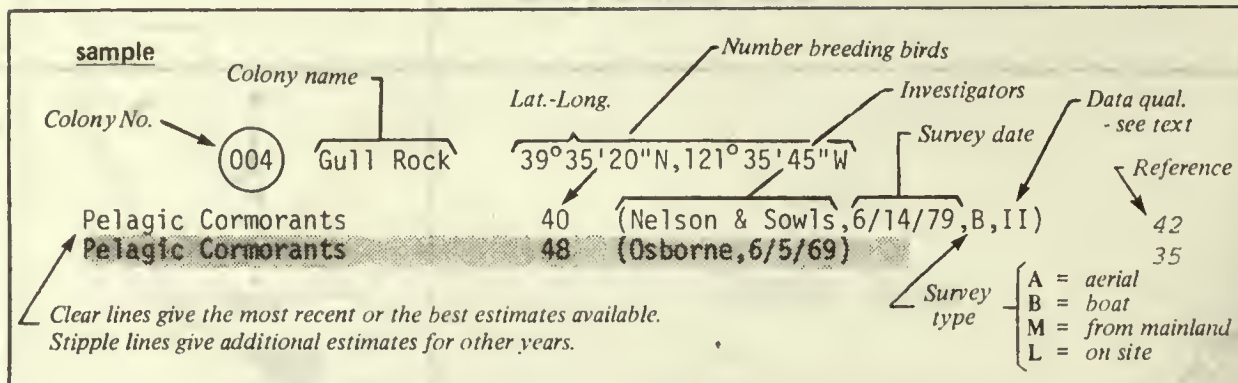 sample
Number breeding birds
Colony name
Lat.-Long.
Investigators
Data qual.
- see text
Colony No.
Survey date
Reference
004 Gull Rock 39°35'20"N,121°35'45"W
Pelagic Cormorants 40 (Nelson & Sowls,6/14/79,B,II) 42
Pelagic Cormorants 48 (Osborne,6/5/69) 35
Clear lines give the most recent or the best estimates available.
Stipple lines give additional estimates for other years.
Survey
type
A = aerial
B = boat
M = from mainland
L = on site